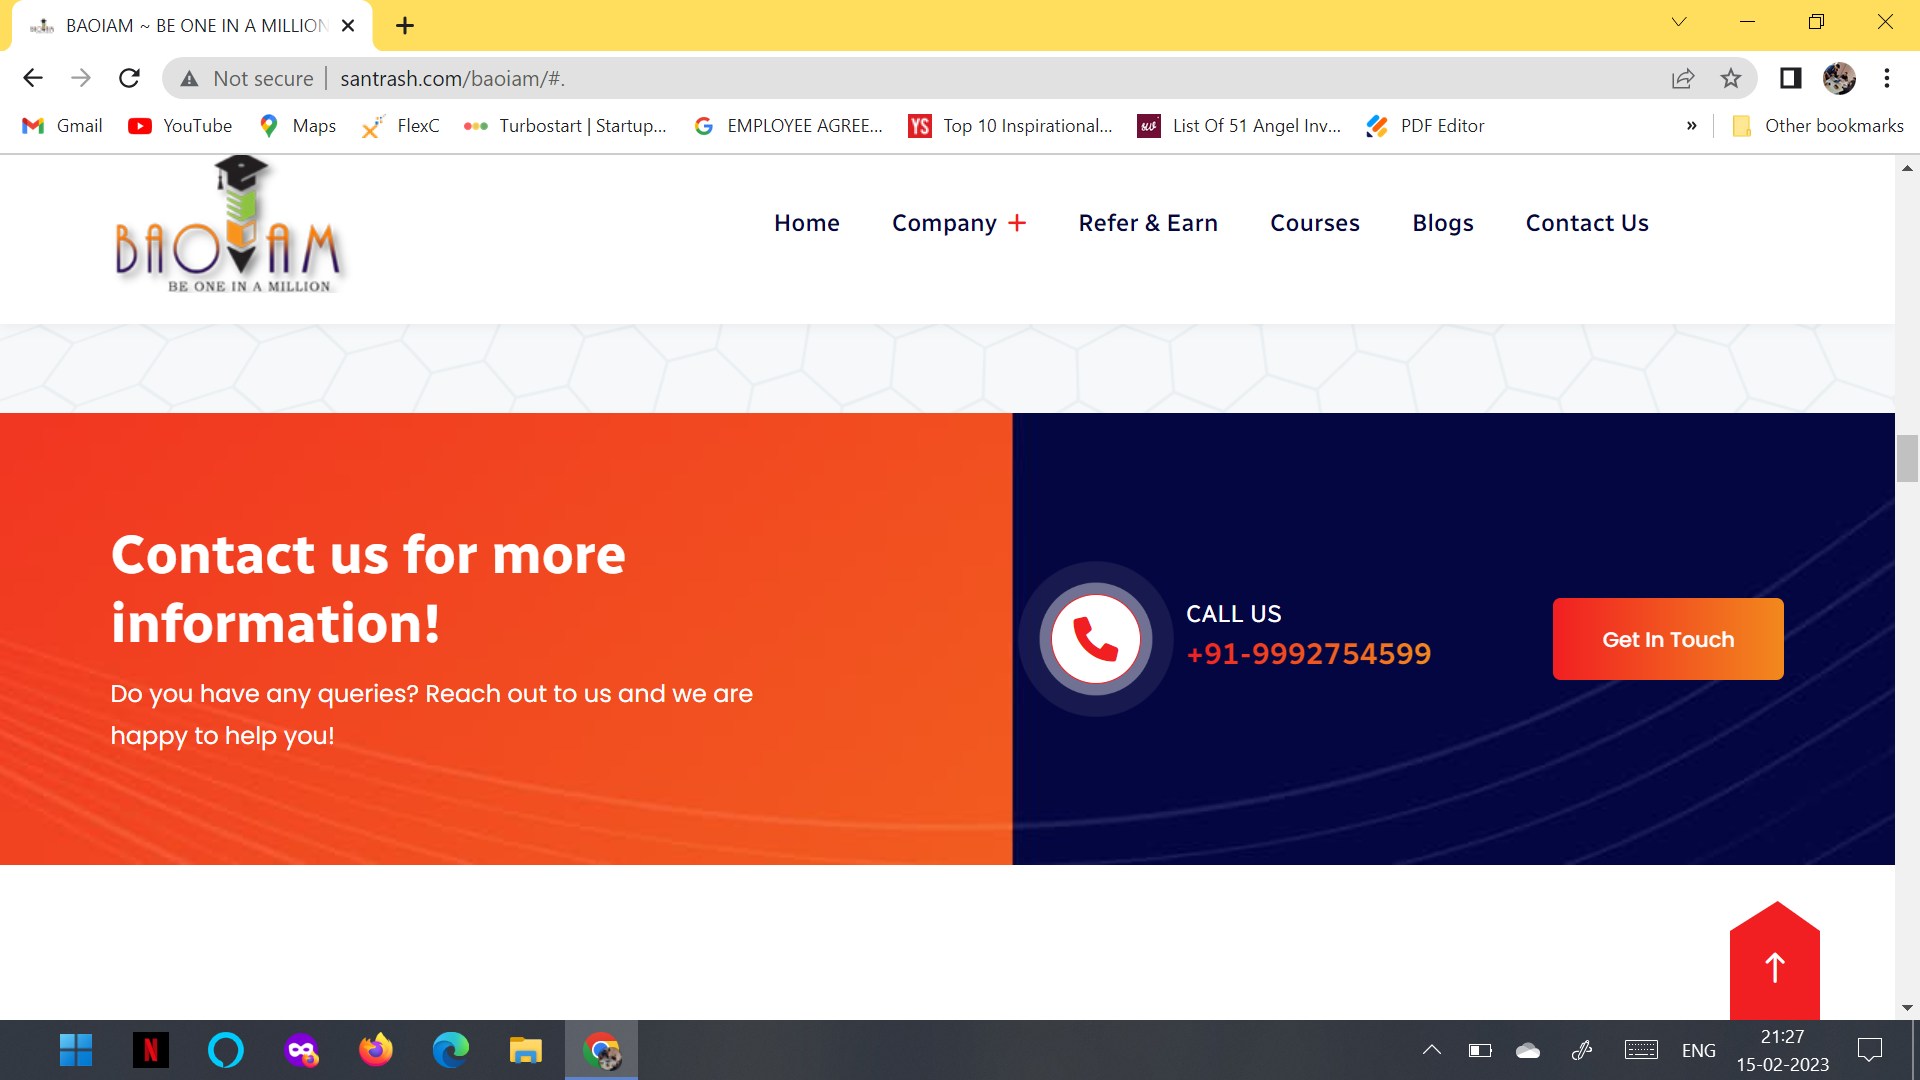 BAOIAM ~ BE ONE IN A MILLION
Not secure | santrash.com/baoiam/#.
Gmail YouTube Maps FlexC Turbostart | Startup... EMPLOYEE AGREE... YS Top 10 Inspirational... List Of 51 Angel Inv... PDF Editor » Other bookmarks
BAOIAM
BE ONE IN A MILLION
Home Company + Refer & Earn Courses Blogs Contact Us
Contact us for more
information!
Do you have any queries? Reach out to us and we are
happy to help you!
CALL US
+91-9992754599
Get In Touch
N
ENG
21:27
15-02-2023